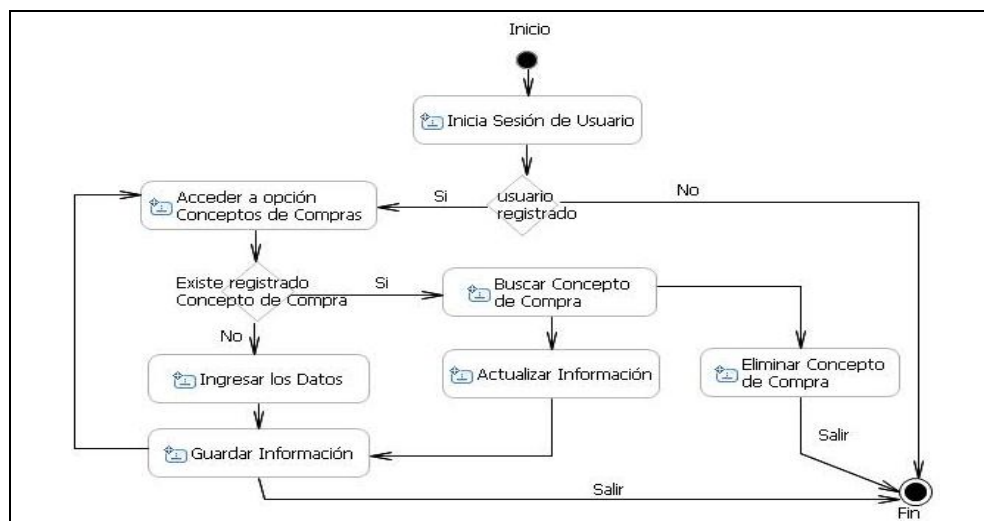 Inicio
Inicia Sesión de Usuario
usuario
registrado
Si
No
Acceder a opción
Conceptos de Compras
Existe registrado
Concepto de Compra
Si
Buscar Concepto
de Compra
No
Ingresar los Datos
Actualizar Información
Eliminar Concepto
de Compra
Guardar Información
Salir
Salir
Fin